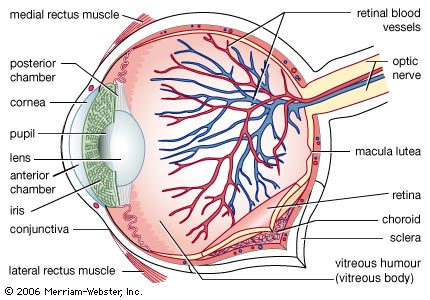 medial rectus muscle
posterior
chamber
cornea
pupil
lens
anterior
chamber
iris
conjunctiva
lateral rectus muscle
retinal blood
vessels
optic
nerve
macula lutea
retina
choroid
sclera
vitreous humour
(vitreous body)
© 2006 Merriam-Webster, Inc.